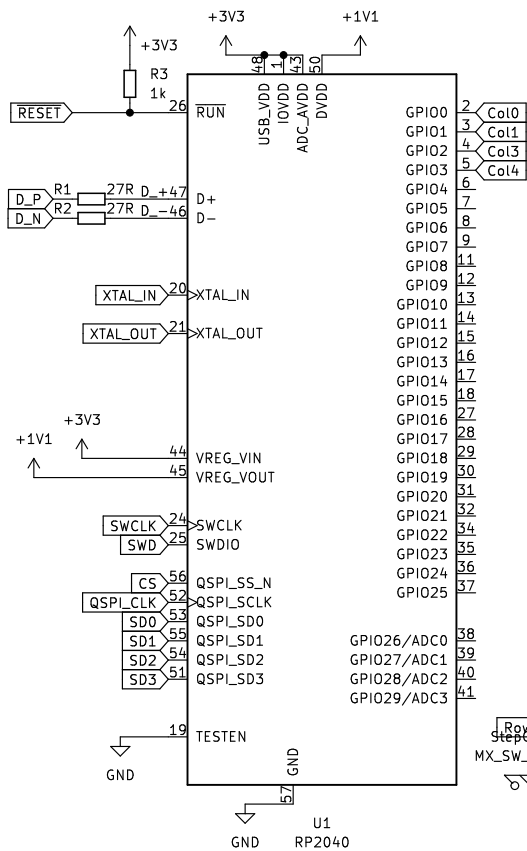 +3V3
+1V1
+3V3
R3
1k
48
1
43
50
USB_VDD
IOVDD
ADC_AVDD
DVDD
RESET
26
RUN
GPIO0
2
Col0
GPIO1
3
Col1
GPIO2
4
Col3
GPIO3
5
Col4
GPIO4
6
GPIO5
7
GPIO6
8
GPIO7
9
GPIO8
11
GPIO9
12
GPIO10
13
GPIO11
14
GPIO12
15
GPIO13
16
GPIO14
17
GPIO15
18
GPIO16
27
GPIO17
28
GPIO18
29
GPIO19
30
GPIO20
31
GPIO21
32
GPIO22
34
GPIO23
35
GPIO24
36
GPIO25
37
GPIO26/ADC0
38
GPIO27/ADC1
39
GPIO28/ADC2
40
GPIO29/ADC3
41
D_P
R1
27R
D_+
47
D+
D_N
R2
27R
D_-
46
D-
XTAL_IN
20
XTAL_IN
XTAL_OUT
21
XTAL_OUT
+3V3
+1V1
44
VREG_VIN
45
VREG_VOUT
SWCLK
24
SWCLK
SWD
25
SWDIO
CS
56
QSPI_SS_N
QSPI_CLK
52
QSPI_SCLK
SD0
53
QSPI_SD0
SD1
55
QSPI_SD1
SD2
54
QSPI_SD2
SD3
51
QSPI_SD3
19
TESTEN
GND
GND
57
GND
U1
RP2040
Row
MX_SW_